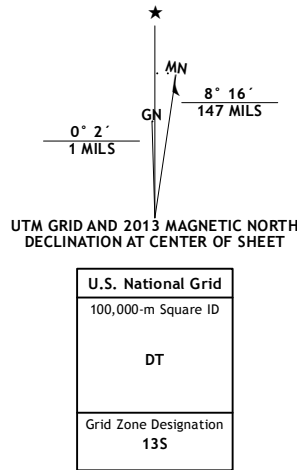 ★
MN
GN
8° 16´
147 MILS
0° 2´
1 MILS
UTM GRID AND 2013 MAGNETIC NORTH
DECLINATION AT CENTER OF SHEET
U.S. National Grid
100,000-m Square ID
DT
Grid Zone Designation
13S